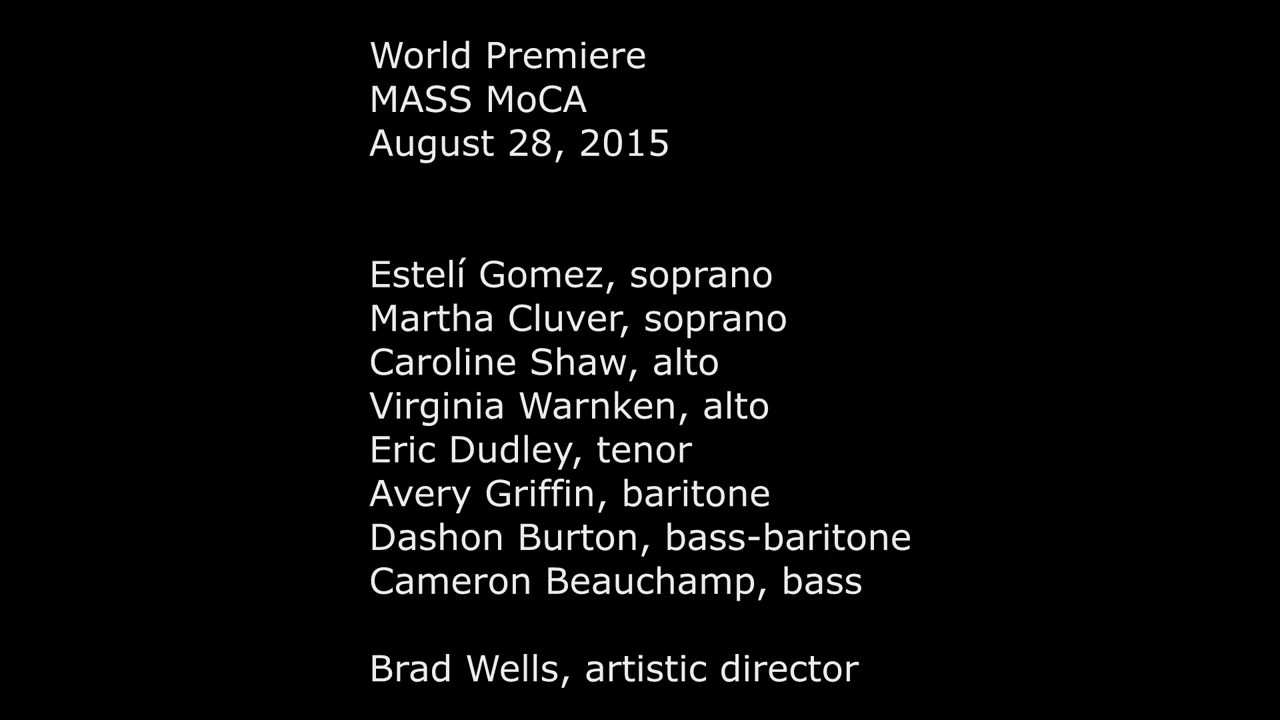 World Premiere
MASS MoCA
August 28, 2015
Estelí Gomez, soprano
Martha Cluver, soprano
Caroline Shaw, alto
Virginia Warnken, alto
Eric Dudley, tenor
Avery Griffin, baritone
Dashon Burton, bass-baritone
Cameron Beauchamp, bass
Brad Wells, artistic director